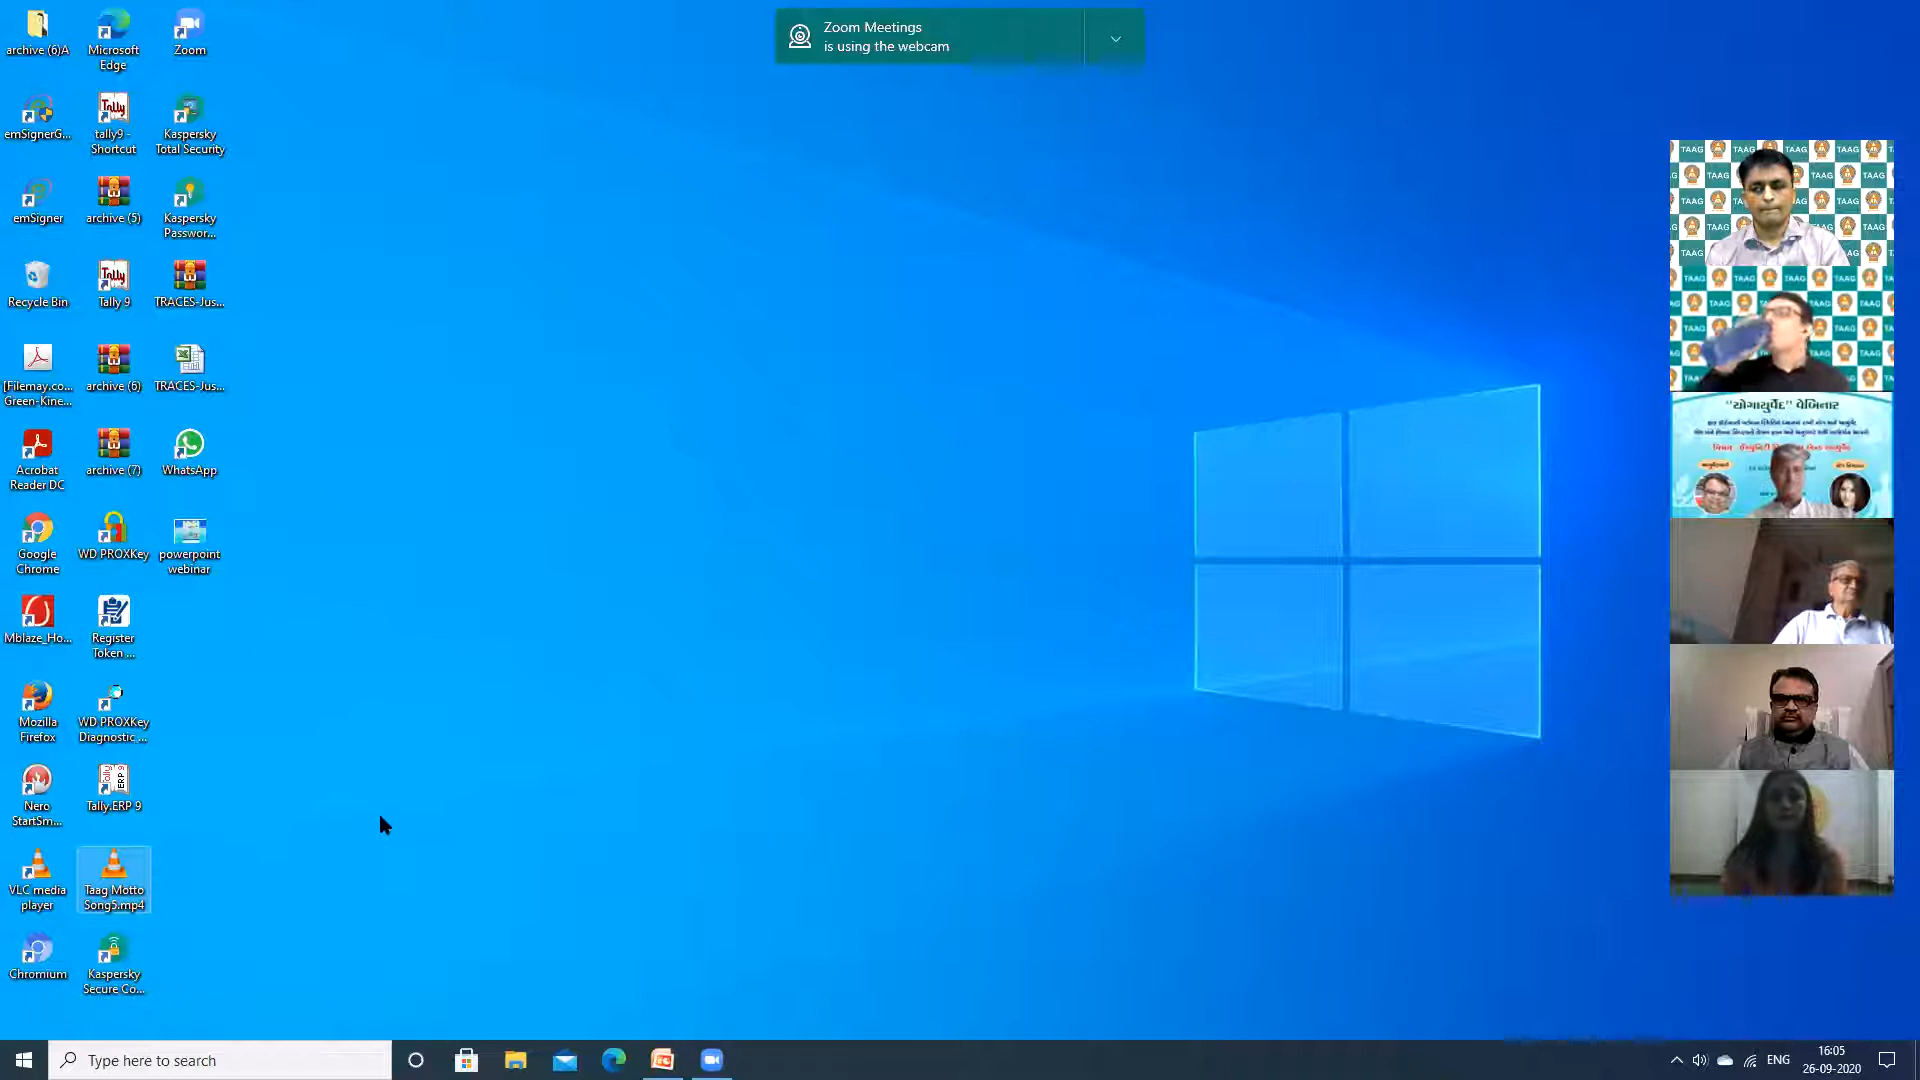 archive (6)A
Microsoft
Edge
Zoom
emSignerG...
tally9 -
Shortcut
Kaspersky
Total Security
emSigner
archive (5)
Kaspersky
Passwor...
Recycle Bin
Tally 9
TRACES-Jus...
[Filemay.co...
Green-Kine...
archive (6)
TRACES-Jus...
Acrobat
Reader DC
archive (7)
WhatsApp
Google
Chrome
WD PROXKey
powerpoint
webinar
Mblaze_Ho...
Register
Token ...
Mozilla
Firefox
WD PROXKey
Diagnostic ...
Nero
StartSm...
Tally.ERP 9
VLC media
player
Taag Motto
Song5.mp4
Chromium
Kaspersky
Secure Co...
Zoom Meetings
is using the webcam
TAAG TAAG TAAG TAAG
"યોગાયુર્વેદ" વેબિનાર
Type here to search
ENG
16:05
26-09-2020